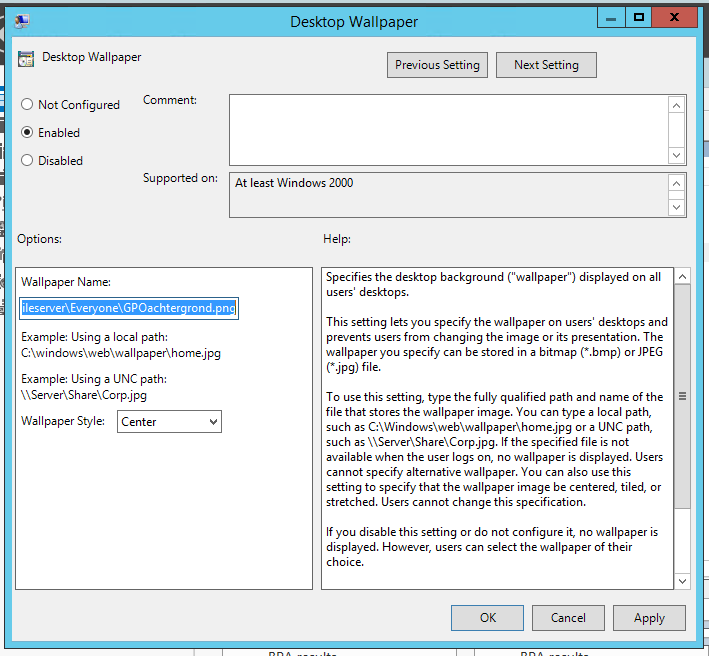 Desktop Wallpaper
Desktop Wallpaper
Previous Setting
Next Setting
Not Configured
Enabled
Disabled
Comment:
Supported on:
At least Windows 2000
Options:
Help:
Wallpaper Name:
ileserver\Everyone\GPOachtergrond.png
Example: Using a local path:
C:\windows\web\wallpaper\home.jpg
Example: Using a UNC path:
\\Server\Share\Corp.jpg
Wallpaper Style:
Center
Specifies the desktop background ("wallpaper") displayed on all
users' desktops.
This setting lets you specify the wallpaper on users' desktops and
prevents users from changing the image or its presentation. The
wallpaper you specify can be stored in a bitmap (*.bmp) or JPEG
(*.jpg) file.
To use this setting, type the fully qualified path and name of the
file that stores the wallpaper image. You can type a local path,
such as C:\Windows\web\wallpaper\home.jpg or a UNC path,
such as \\Server\Share\Corp.jpg. If the specified file is not
available when the user logs on, no wallpaper is displayed. Users
cannot specify alternative wallpaper. You can also use this
setting to specify that the wallpaper image be centered, tiled, or
stretched. Users cannot change this specification.
If you disable this setting or do not configure it, no wallpaper is
displayed. However, users can select the wallpaper of their
choice.
OK
Cancel
Apply
BPA results
BPA results